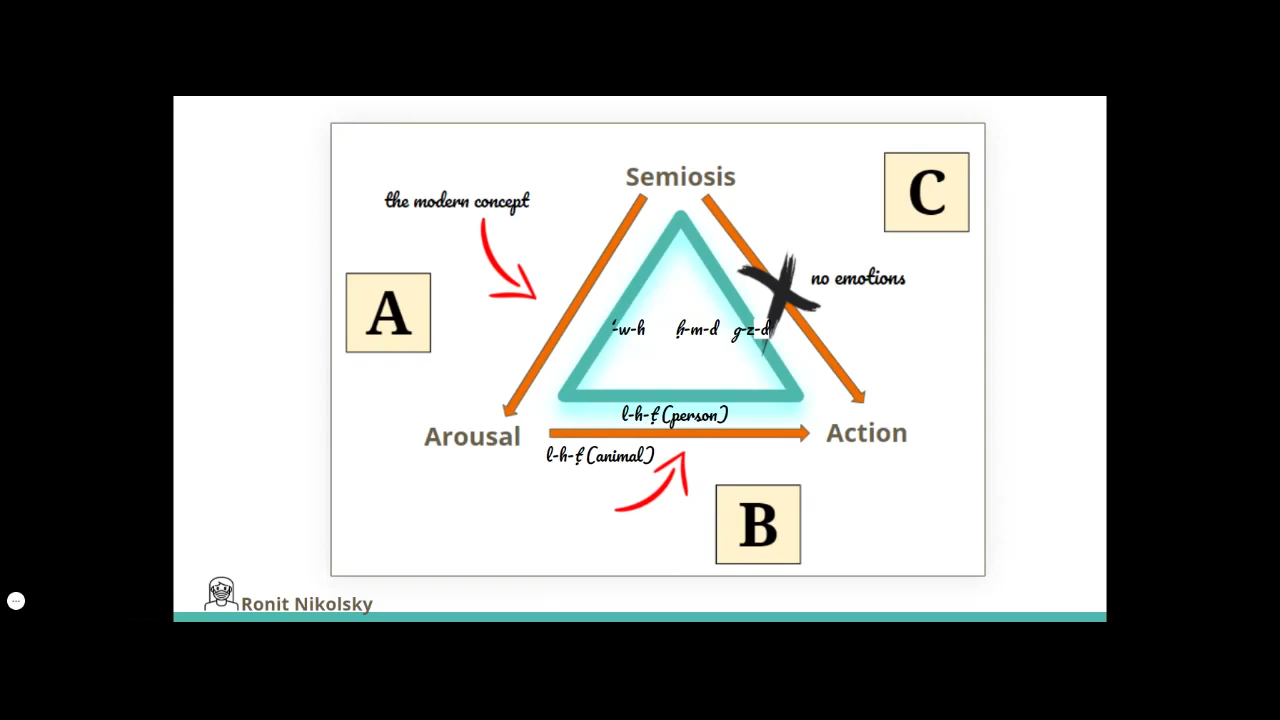 Semiosis
C
the modern concept
no emotions
A
'-w-h ḥ-m-d g-z-d
l-h-ṭ (person)
Arousal
Action
l-h-ṭ (animal)
B
Ronit Nikolsky